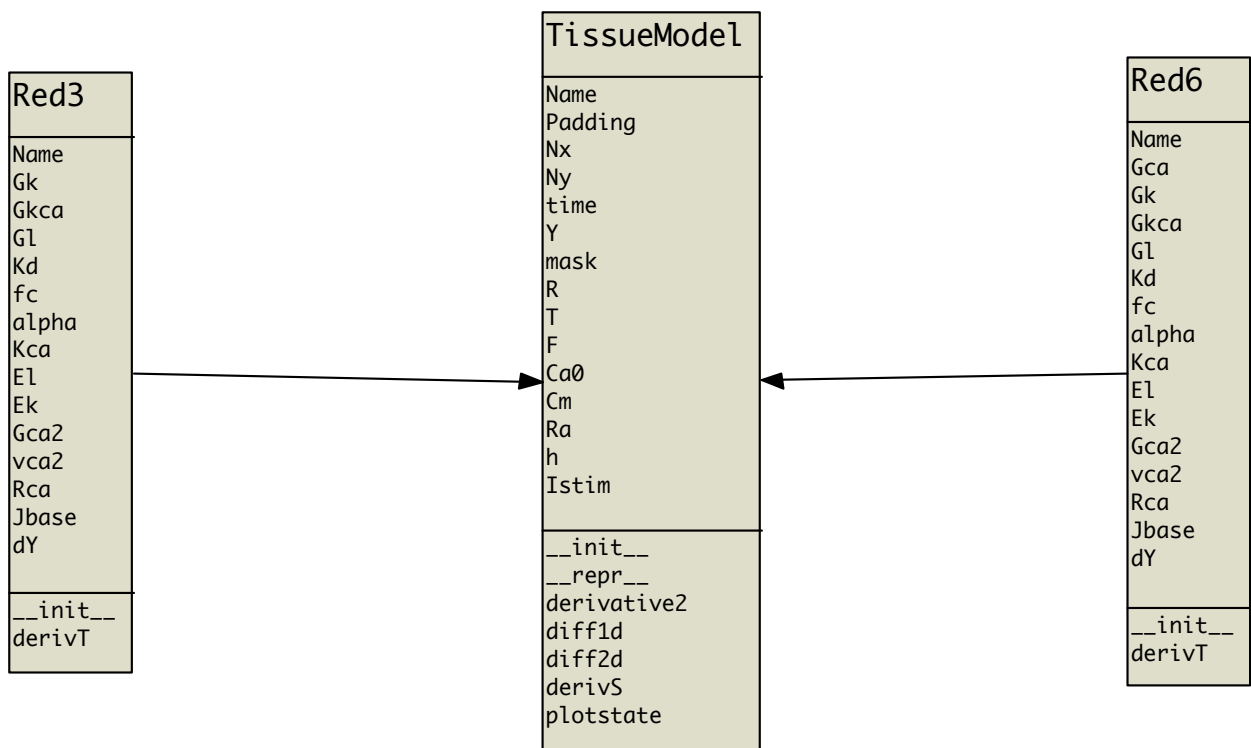 Red3
Name
Gk
Gkca
Gl
Kd
fc
alpha
Kca
El
Ek
Gca2
vca2
Rca
Jbase
dY
__init__
derivT
TissueModel
Name
Padding
Nx
Ny
time
Y
mask
R
T
F
Ca0
Cm
Ra
h
Istim
__init__
__repr__
derivative2
diff1d
diff2d
derivS
plotstate
Red6
Name
Gca
Gk
Gkca
Gl
Kd
fc
alpha
Kca
El
Ek
Gca2
vca2
Rca
Jbase
dY
__init__
derivT